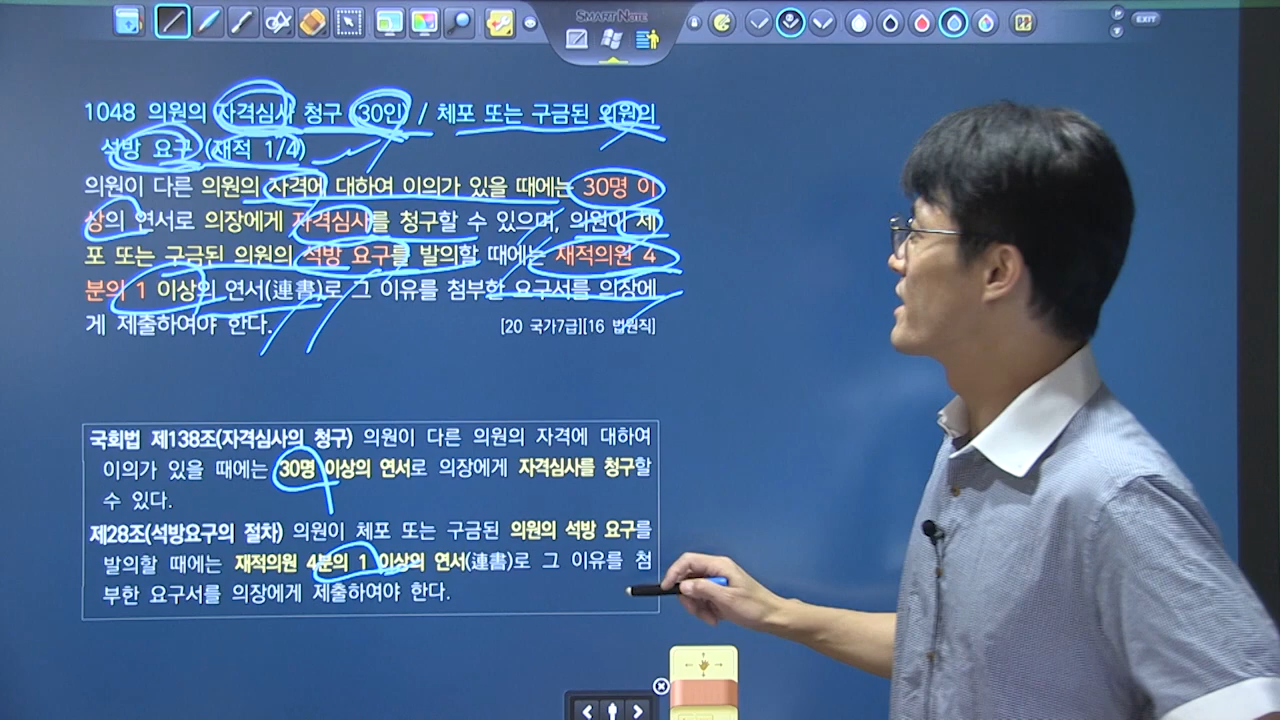 SMART NOTE
EXIT
1048 의원의 자격심사 청구 30인 / 체포 또는 구금된 의원의
석방 요구 (재적 1/4)
의원이 다른 의원의 자격에 대하여 이의가 있을 때에는 30명 이
상의 연서로 의장에게 자격심사를 청구할 수 있으며, 의원이 체
포 또는 구금된 의원의 석방 요구를 발의할 때에는 재적의원 4
분의 1 이상의 연서(連書)로 그 이유를 첨부한 요구서를 의장에
게 제출하여야 한다.
[20 국가7급][16 법원직]
국회법 제138조(자격심사의 청구) 의원이 다른 의원의 자격에 대하여
이의가 있을 때에는 30명 이상의 연서로 의장에게 자격심사를 청구할
수 있다.
제28조(석방요구의 절차) 의원이 체포 또는 구금된 의원의 석방 요구를
발의할 때에는 재적의원 4분의 1 이상의 연서(連書)로 그 이유를 첨
부한 요구서를 의장에게 제출하여야 한다.